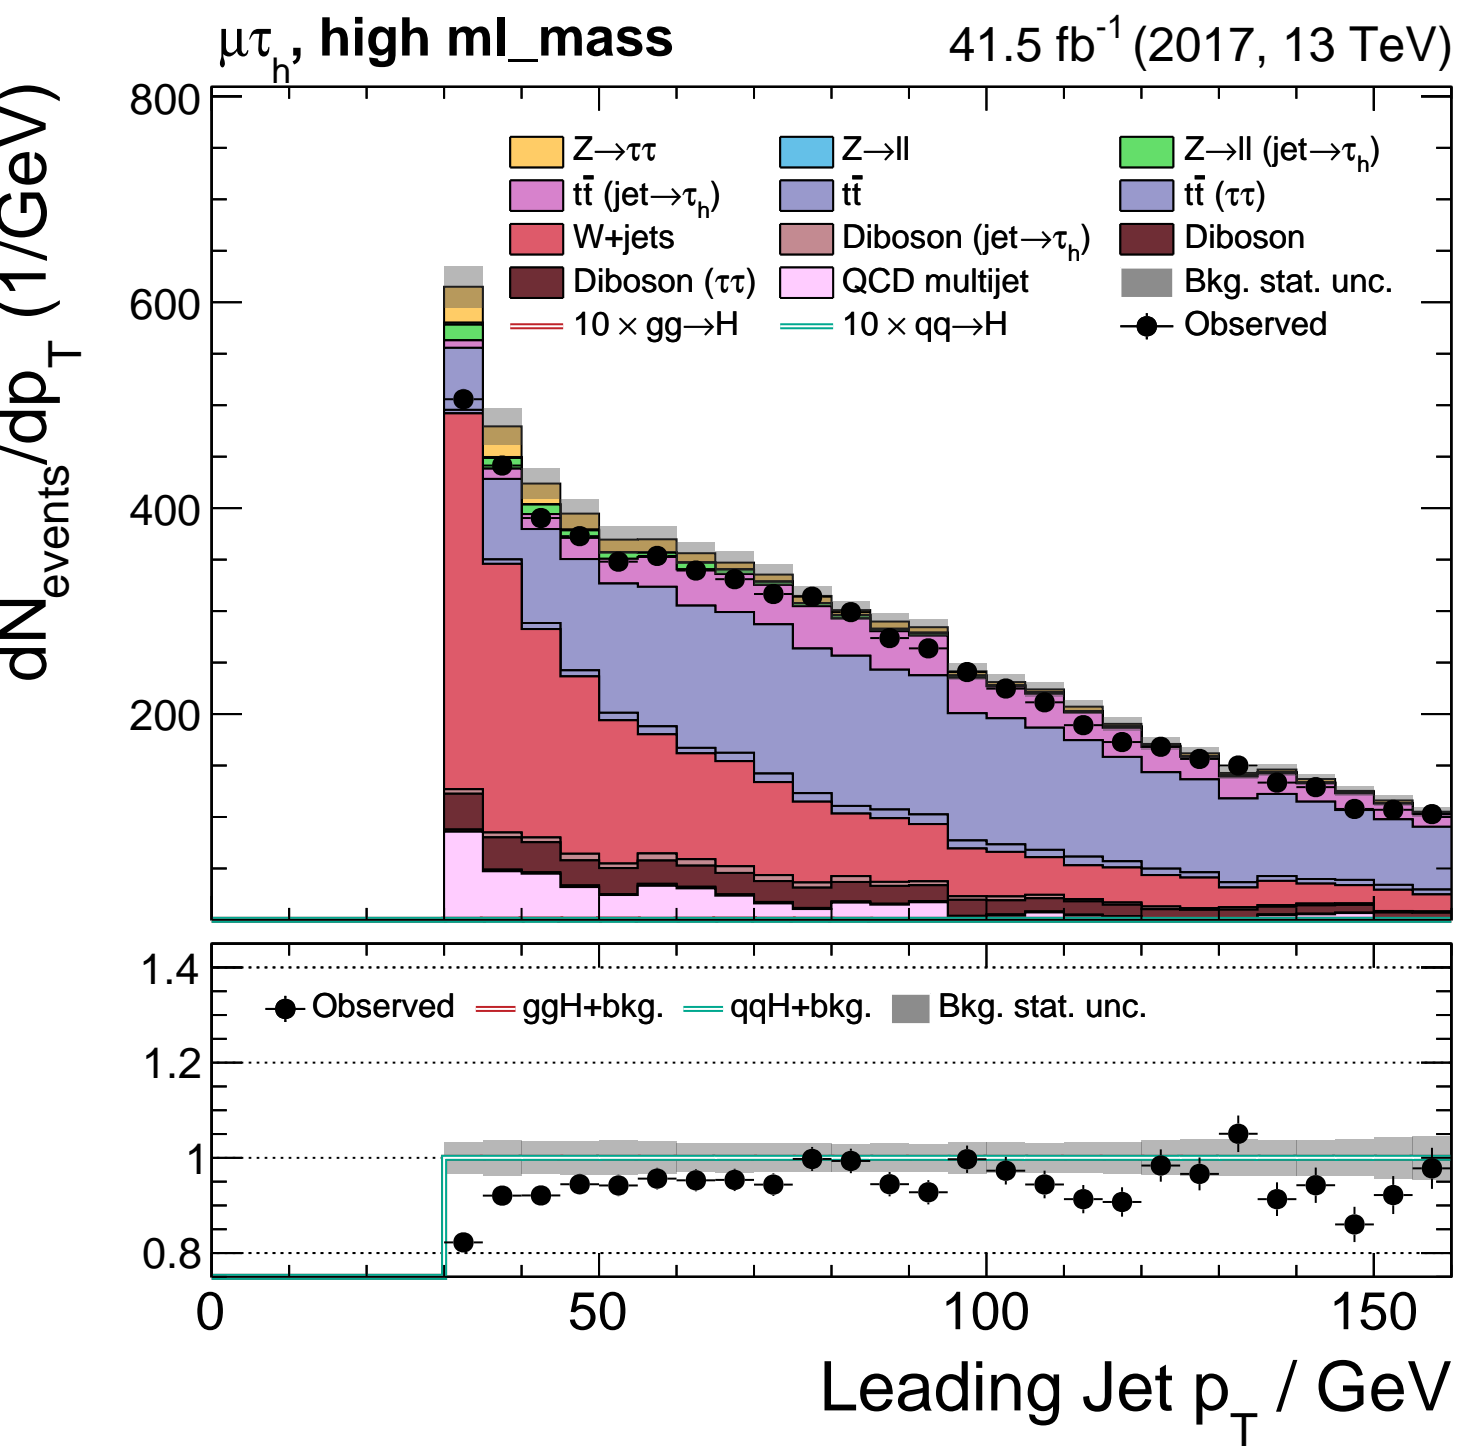 μτh, high ml_mass 41.5 fb-1 (2017, 13 TeV)
dNevents/dpT (1/GeV)
800
600
400
200
Z→ττ Z→ll Z→ll (jet→τh)
tt̄ (jet→τh) tt̄ tt̄ (ττ)
W+jets Diboson (jet→τh) Diboson
Diboson (ττ) QCD multijet Bkg. stat. unc.
10 × gg→H 10 × qq→H Observed
1.4
1.2
1
0.8
Observed ggH+bkg. qqH+bkg. Bkg. stat. unc.
0 50 100 150
Leading Jet pT / GeV